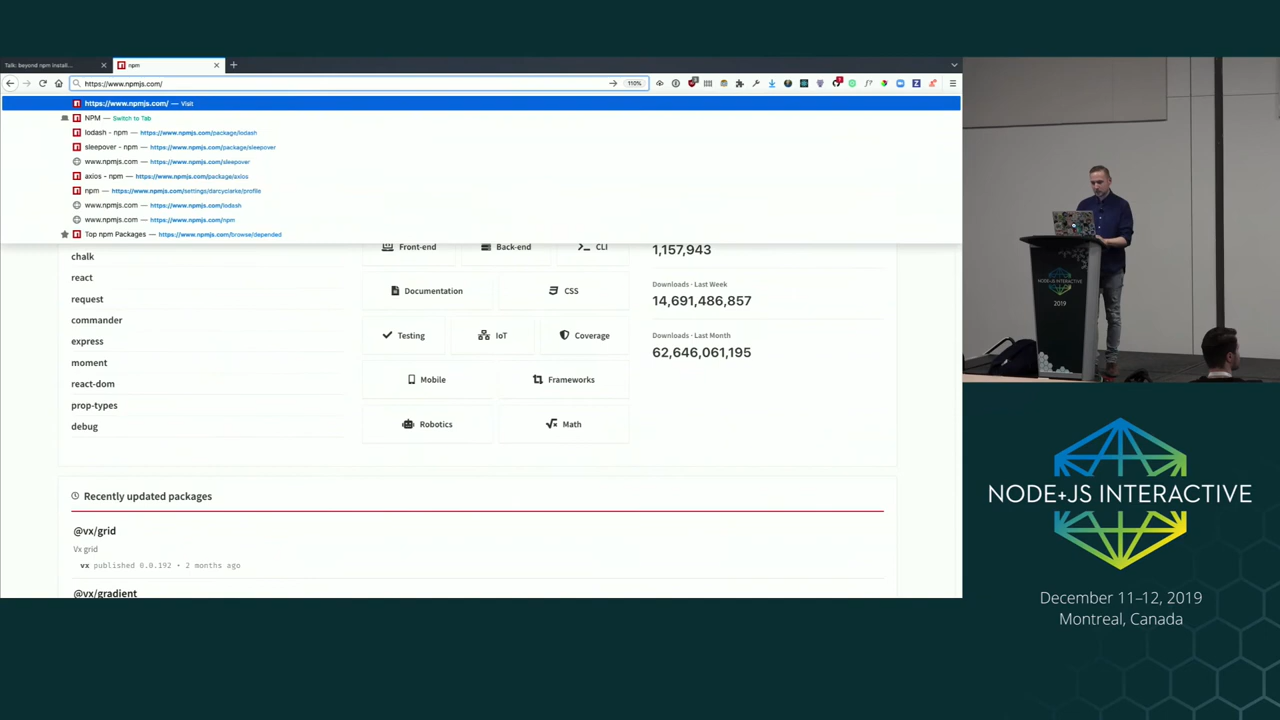 Talk: beyond npm install...
npm
https://www.npmjs.com/
110%
https://www.npmjs.com/ — Visit
NPM — Switch to Tab
lodash - npm — https://www.npmjs.com/package/lodash
sleepover - npm — https://www.npmjs.com/package/sleepover
www.npmjs.com — https://www.npmjs.com/sleepover
axios - npm — https://www.npmjs.com/package/axios
npm — https://www.npmjs.com/settings/darcyclarke/profile
www.npmjs.com — https://www.npmjs.com/lodash
www.npmjs.com — https://www.npmjs.com/npm
Top npm Packages — https://www.npmjs.com/browse/depended
chalk
react
request
commander
express
moment
react-dom
prop-types
debug
Front-end
Back-end
CLI
Documentation
CSS
Testing
IoT
Coverage
Mobile
Frameworks
Robotics
Math
1,157,943
Downloads · Last Week
14,691,486,857
Downloads · Last Month
62,646,061,195
Recently updated packages
@vx/grid
Vx grid
vx published 0.0.192 • 2 months ago
@vx/gradient
NODE+JS INTERACTIVE
2019
NODE+JS INTERACTIVE
December 11–12, 2019
Montreal, Canada